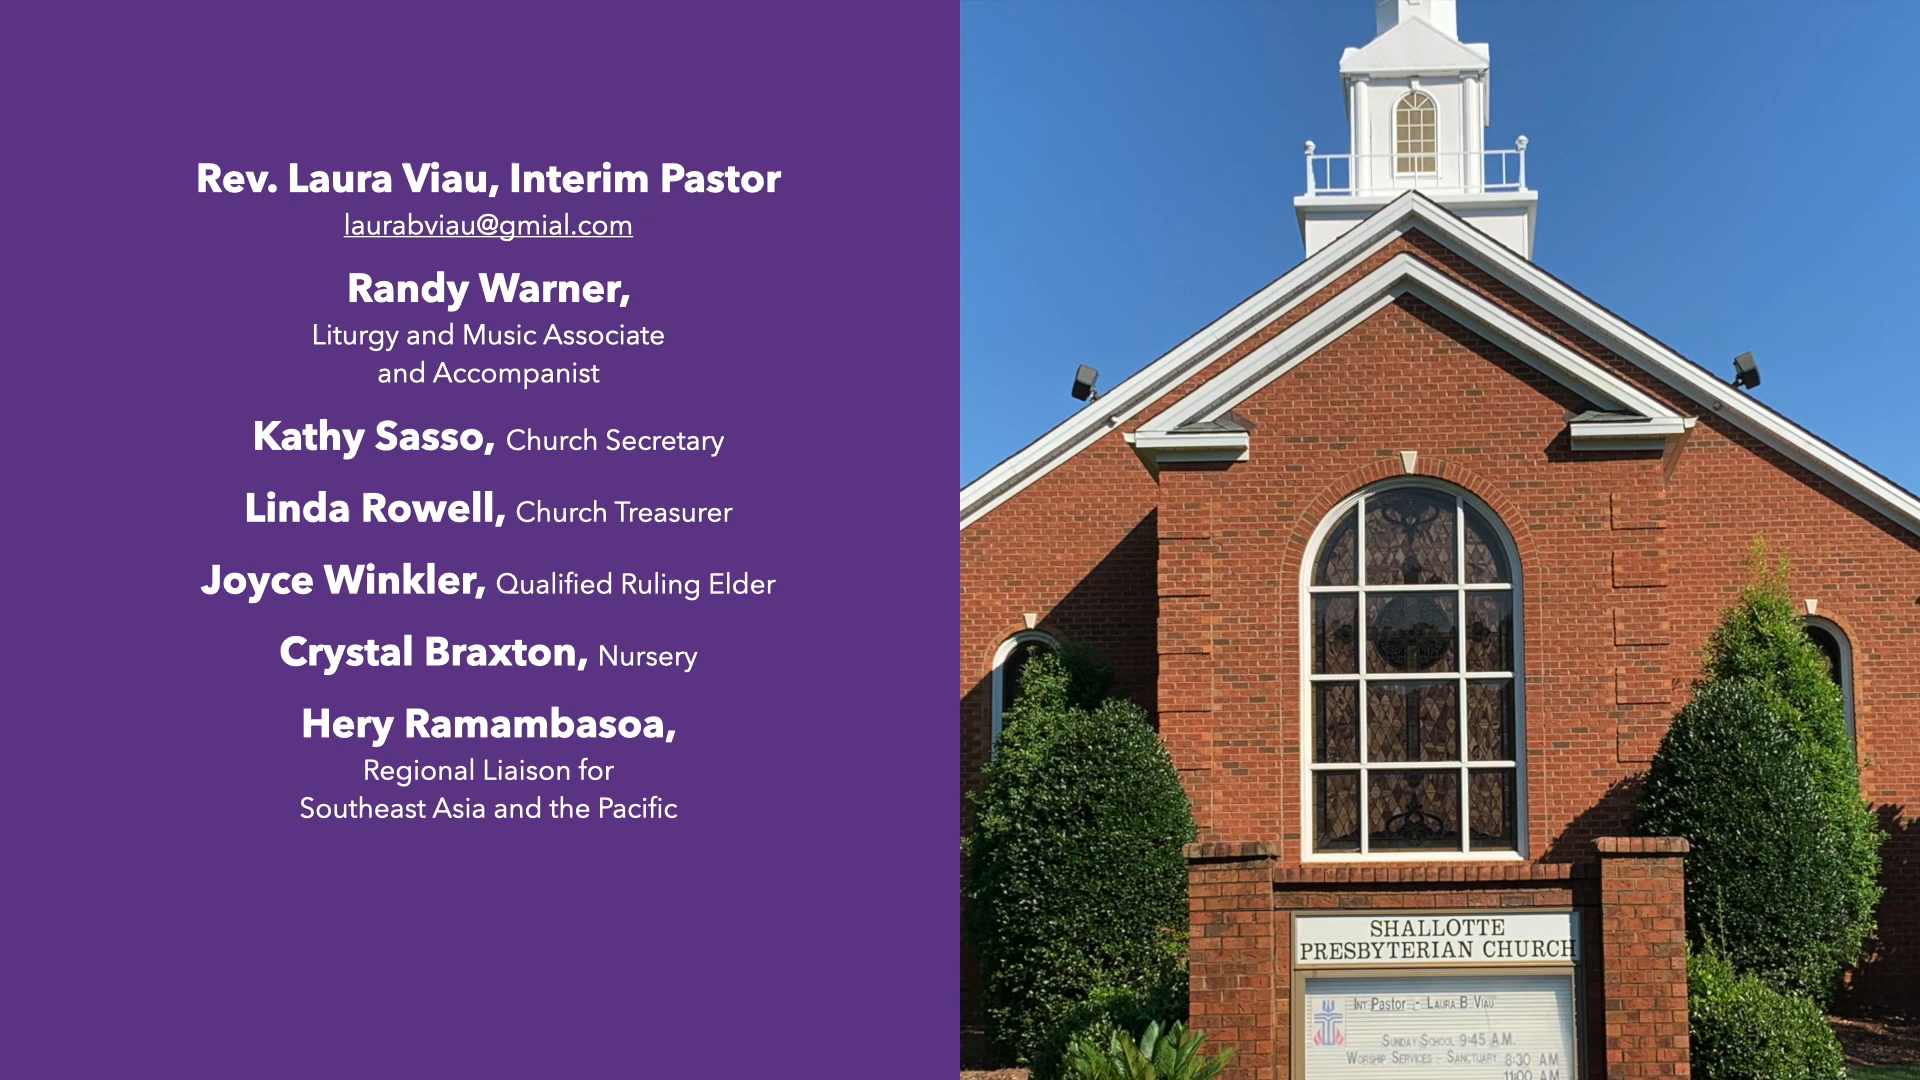 Rev. Laura Viau, Interim Pastor
laurabviau@gmial.com
Randy Warner,
Liturgy and Music Associate
and Accompanist
Kathy Sasso, Church Secretary
Linda Rowell, Church Treasurer
Joyce Winkler, Qualified Ruling Elder
Crystal Braxton, Nursery
Hery Ramambasoa,
Regional Liaison for
Southeast Asia and the Pacific
SHALLOTTE
PRESBYTERIAN CHURCH
INT PASTOR - LAURA B VIAU
SUNDAY SCHOOL 9:45 A.M.
WORSHIP SERVICES - SANCTUARY 8:30 AM
11:00 AM